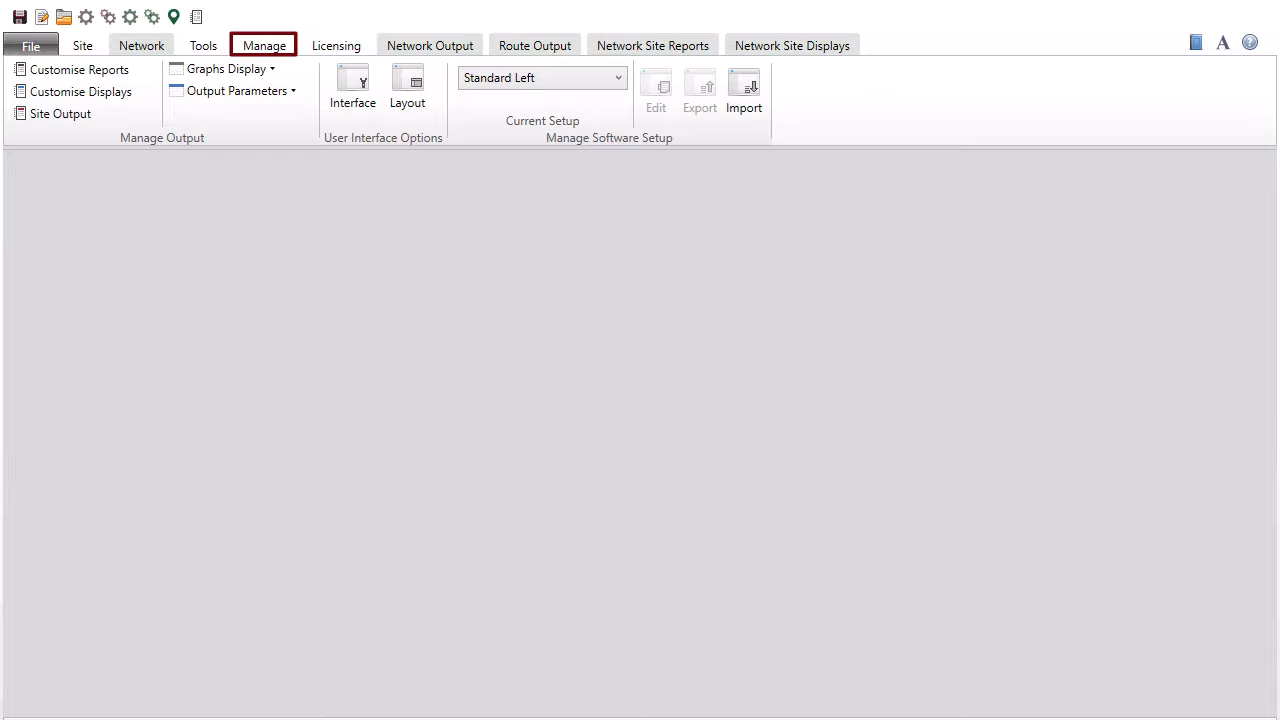 File Site Network Tools Manage Licensing Network Output Route Output Network Site Reports Network Site Displays
Customise Reports
Customise Displays
Site Output
Graphs Display
Output Parameters
Manage Output
Interface
Layout
User Interface Options
Standard Left
Current Setup
Edit
Export
Import
Manage Software Setup